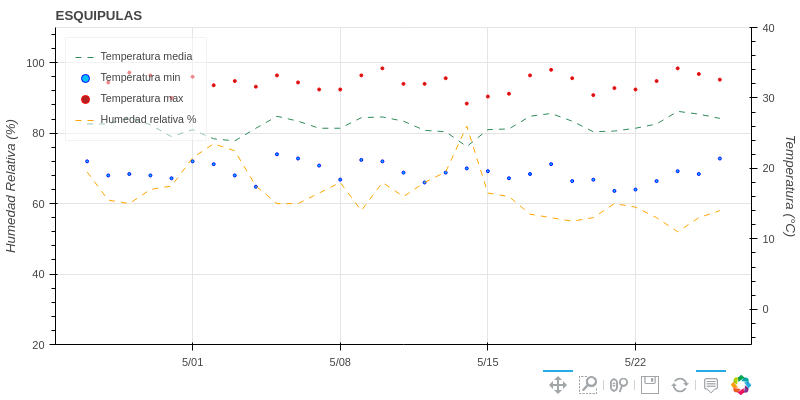 ESQUIPULAS
Temperatura media
Temperatura min
Temperatura max
Humedad relativa %
Humedad Relativa (%)
100
80
60
40
20
Temperatura (°C)
40
30
20
10
0
5/01
5/08
5/15
5/22